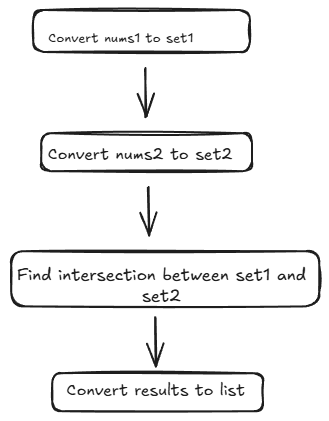 Convert nums1 to set1
Convert nums2 to set2
Find intersection between set1 and
set2
Convert results to list